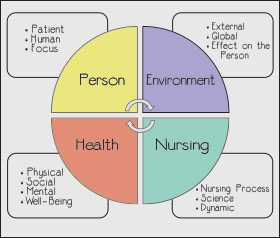 • Patient
• Human
• Focus
• External
• Global
• Effect on the
Person
Person
Environment
Health
Nursing
• Physical
• Social
• Mental
• Well-Being
• Nursing Process
• Science
• Dynamic